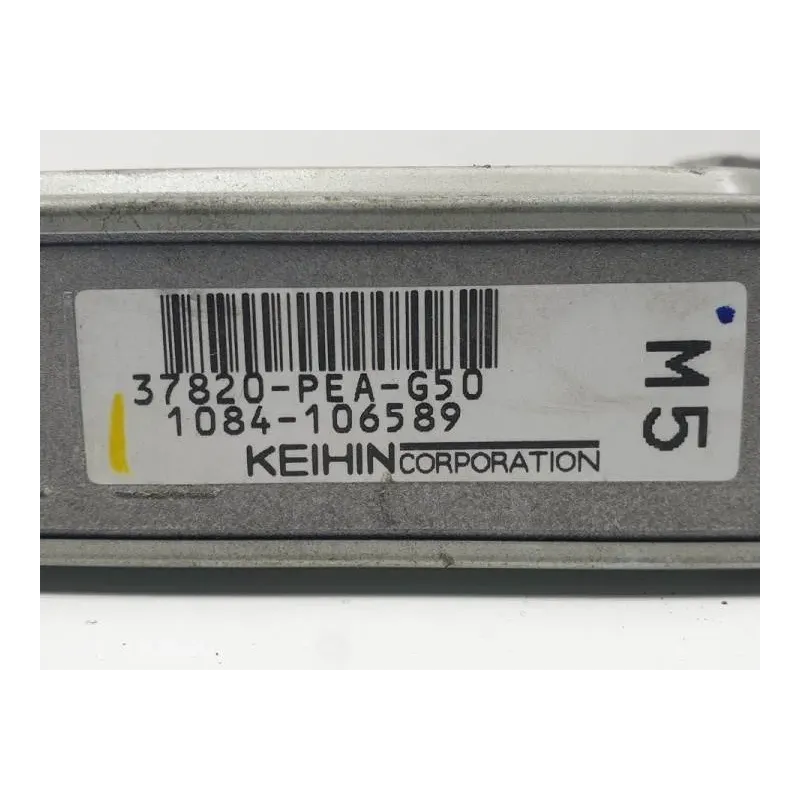 37820-PEA-G50
1084-106589
KEIHIN CORPORATION
M5